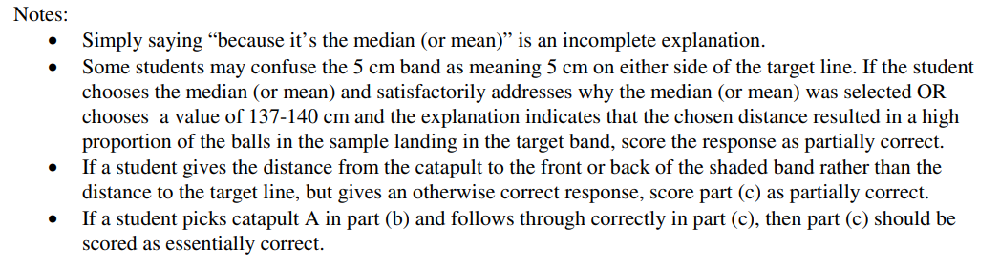 Notes:
• Simply saying “because it’s the median (or mean)” is an incomplete explanation.
• Some students may confuse the 5 cm band as meaning 5 cm on either side of the target line. If the student
chooses the median (or mean) and satisfactorily addresses why the median (or mean) was selected OR
chooses  a value of 137-140 cm and the explanation indicates that the chosen distance resulted in a high
proportion of the balls in the sample landing in the target band, score the response as partially correct.
• If a student gives the distance from the catapult to the front or back of the shaded band rather than the
distance to the target line, but gives an otherwise correct response, score part (c) as partially correct.
• If a student picks catapult A in part (b) and follows through correctly in part (c), then part (c) should be
scored as essentially correct.